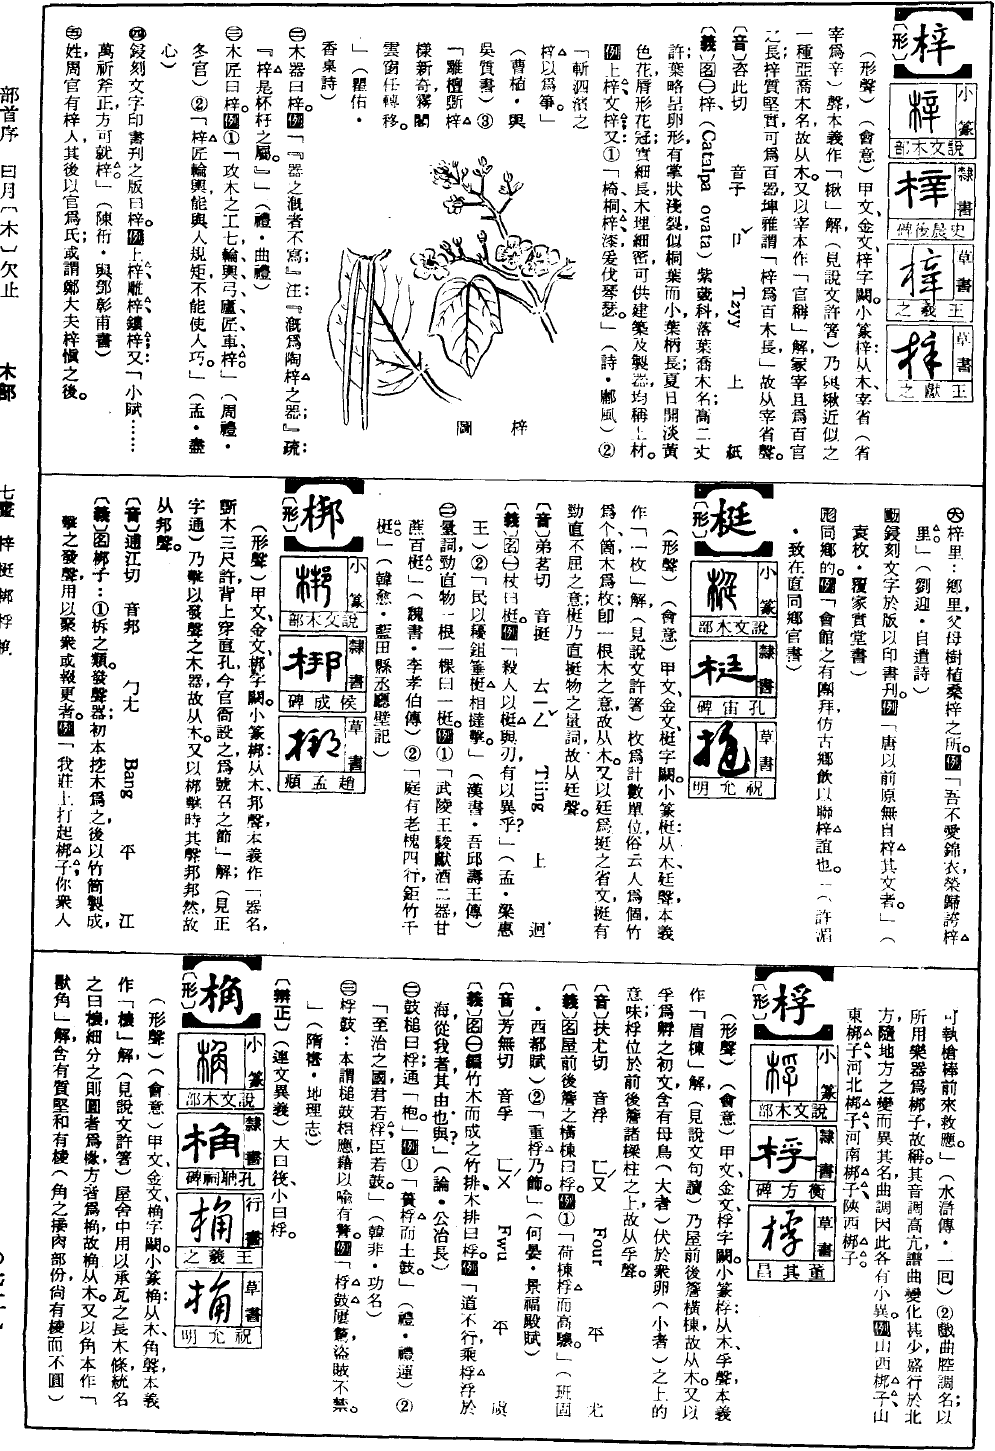 梓
〔形〕
小篆
說文木部
隸書
史晨後碑
草書
王羲之
草書
王獻之
（形聲）（會意）甲文、金文梓字闕。小篆梓：从木、宰省（省
宰爲辛）聲，本義作「楸」解（見說文許箸）乃與楸近似之
一種亞喬木名，故从木。又以宰本作「官稱」解，冢宰且爲百官
之長；梓質堅實可爲百器，埤雅謂「梓爲百木長」故从宰省聲。
〔音〕咨此切　音子　ㄗˇ　Tzyy　上　紙
〔義〕图㊀梓（Catalpa ovata）紫葳科，落葉喬木名；高二丈
許，葉略呈卵形，有掌狀淺裂似桐葉而小，葉柄長；夏日開淡黃
色花，唇形花冠；實細長；木理細密，可供建築及製器，均稱上材。
例上梓、文梓；又①「椅桐梓漆，爰伐琴瑟。」（詩・鄘風）②
「斬泗濱之
梓以爲箏。」
（曹植・與
吳質書）③
「雕檀斲梓
樣新奇，霧閣
雲窗任轉移。
」（瞿佑・
香桌詩）
梓圖
㊁木器曰梓。例「『器之溉者不寫』注：『溉爲陶梓之器』疏：
『梓是杯杅之屬。』」（禮・曲禮）
㊂木匠曰梓。例①「攻木之工七：輪、輿、弓、廬、匠、車、梓。」（周禮・
冬官）②「梓匠輪輿，能與人規矩，不能使人巧。」（孟・盡
心）
㊃鋟刻文字印書刊之版曰梓。例上梓、雕梓、鏤梓；又「小賦……
萬祈斧正，方可就梓。」（陳衎・與鄧彰甫書）
㊄姓。周官有梓人，其後以官爲氏，或謂鄭大夫梓愼之後。
㊅梓里：鄉里，父母樹植桑梓之所。例「吾不愛錦衣，榮歸誇梓
里。」（劉迎・自遣詩）
動鋟刻文字於版以印書刊。例「唐以前原無自梓其文者。」（
袁枚・覆家實堂書）
形同鄉的。例「會館之有團拜，仿古鄉飲以聯梓誼也。」（許湄
・致在直同鄉官書）
梃
〔形〕
小篆
說文木部
隸書
孔宙碑
草書
祝允明
（形聲）（會意）甲文、金文梃字闕。小篆梃：从木、廷聲，本義
作「一枚」解（見說文許箸）枚爲計數單位，俗云人爲個，竹
爲个、箇，木爲枚，卽一根木之意，故从木。又以廷爲挺之省文，挺有
勁直不屈之意；梃乃直挺物之量詞，故从廷聲。
〔音〕弟茗切　音挺　ㄊㄧㄥˇ　Tiing　上　迥
〔義〕图㊀杖曰梃。例①「殺人以梃與刃，有以異乎？」（孟・梁惠
王）②「民以耰鉏箠梃相撻擊。」（漢書・吾邱壽王傳）
㊁量詞，勁直物一根一棵曰一梃。例①「武陵王駿獻酒二器，甘
蔗百梃。」（魏書・李孝伯傳）②「庭有老槐四行，鉅竹千
梃。」（韓愈・藍田縣丞廳壁記）
梆
〔形〕
小篆
說文木部
隸書
侯成碑
草書
趙孟頫
（形聲）甲文、金文梆字闕。小篆梆从木、邦聲，本義作「器名，
斲木三尺許，背上穿直孔，今官衙設之，爲號召之節」解；（見正
字通）乃擊以發聲之木器，故从木。又以梆擊時其聲邦邦然，故
从邦聲。
〔音〕逋江切　音邦　ㄅㄤ　Bang　平　江
〔義〕图梆子：①柝之類。發聲器，初本挖木爲之，後以竹筒製成，
擊之發聲，用以聚衆或報更者。例「我莊上打起梆子，你衆人
可執槍棒前來救應。」（水滸傳・一回）②戲曲腔調名；以
所用樂器爲梆子，故稱。其音調高亢，譜曲變化甚少，盛行於北
方，隨地方之變而異其名，曲調因此各有小異。例山西梆子、山
東梆子、河北梆子、河南梆子、陝西梆子。
桴
〔形〕
小篆
說文木部
隸書
衡方碑
草書
董其昌
（形聲）（會意）甲文、金文桴字闕。小篆桴：从木、孚聲，本義
作「眉棟」解，（見說文句讀）乃屋前後簷橫棟，故从木。又以
孚爲孵之初文，含有母鳥（大者）伏於衆卵（小者）之上的
意味，桴位於前後簷諸樑柱之上，故从孚聲。
〔音〕扶尤切　音浮　ㄈㄡˊ　Four　平　尤
〔義〕图屋前後簷之橫棟曰桴。例①「荷棟桴而高驤。」（班固
・西都賦）②「重桴乃飾。」（何晏・景福殿賦）
〔音〕芳無切　音孚　ㄈㄨˊ　Fwu　平　虞
〔義〕图㊀編竹木而成之竹排、木排曰桴。例「道不行，乘桴浮於
海，從我者，其由也與？」（論・公冶長）
㊁鼓槌曰桴，通「枹」。例①「蕢桴而土鼓。」（禮・禮運）②
「至治之國，君若桴，臣若鼓。」（韓非・功名）
㊂桴鼓：本謂槌鼓相應，藉以喻有警。例「桴鼓屢驚，盜賊不禁。
」（隋書・地理志）
〔辨正〕（連文異義）大曰筏，小曰桴。
桷
〔形〕
小篆
說文木部
隸書
孔耽祠碑
行書
王羲之
草書
祝允明
（形聲）（會意）甲文、金文桷字闕。小篆桷：从木、角聲，本義
作「榱」解，（見說文許箸）屋舍中用以承瓦之長木條，統名
之曰榱，細分之則圓者爲椽，方者爲桷，故桷从木。又以角本作「
獸角」解，含有質堅和有稜（角之接肉部份尚有稜而不圓）
部首序　曰月〔木〕欠止　木部　七畫　梓梃梆桴桷